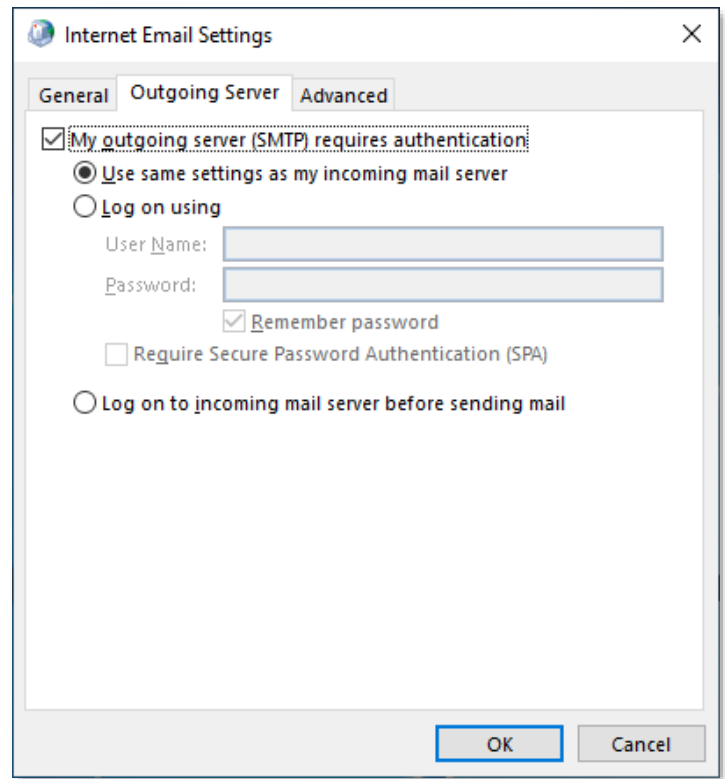 Internet Email Settings
General Outgoing Server Advanced
My outgoing server (SMTP) requires authentication
Use same settings as my incoming mail server
Log on using
User Name:
Password:
Remember password
Require Secure Password Authentication (SPA)
Log on to incoming mail server before sending mail
OK Cancel